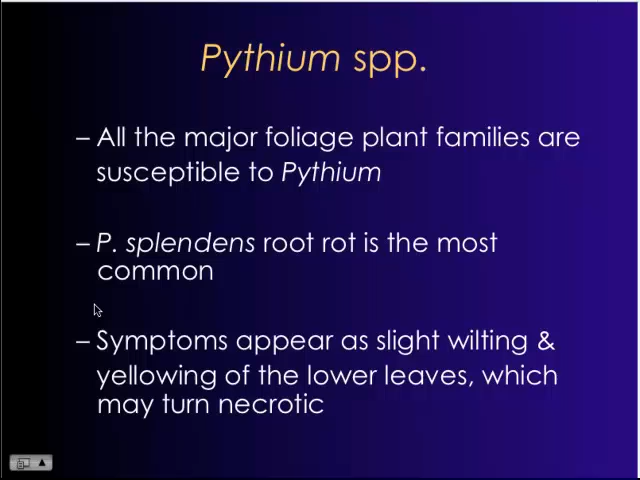 Pythium spp.
– All the major foliage plant families are
susceptible to Pythium
– P. splendens root rot is the most
common
– Symptoms appear as slight wilting &
yellowing of the lower leaves, which
may turn necrotic